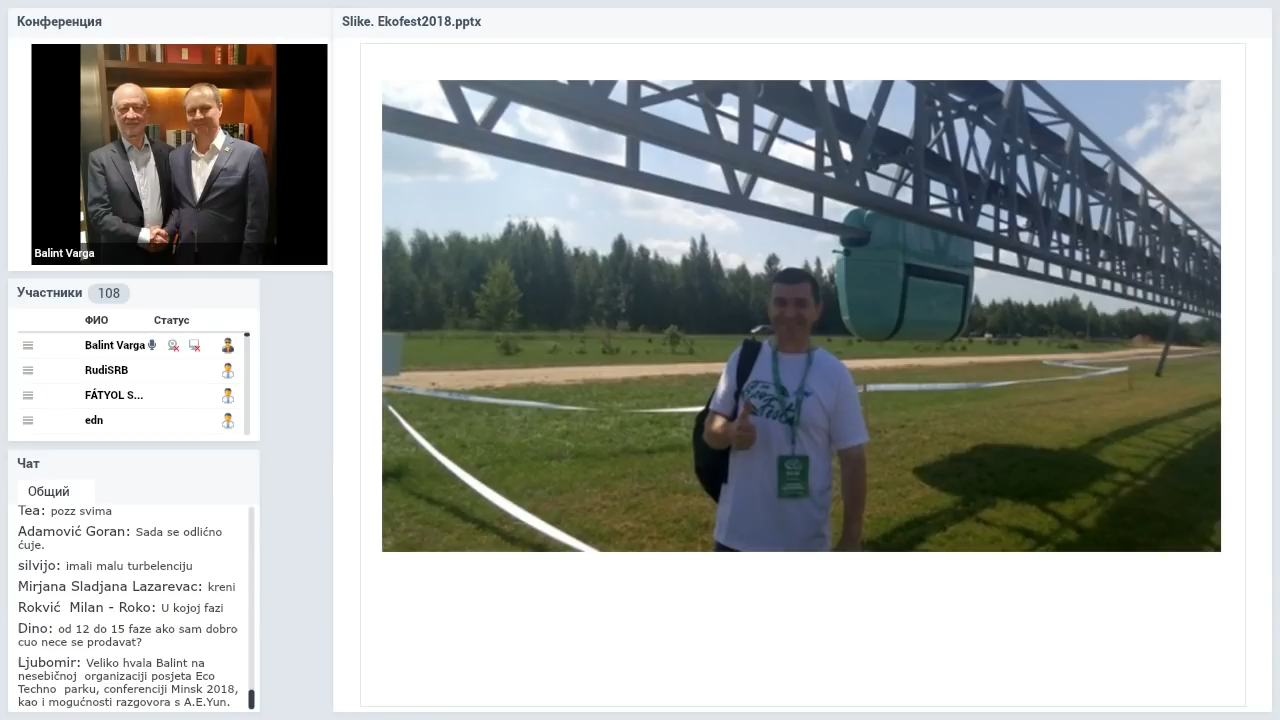 Конференция
Balint Varga
Участники 108
ФИО Статус
Balint Varga
RudiSRB
FÁTYOL S...
edn
Чат
Общий
Tea: pozz svima
Adamović Goran: Sada se odlićno
ćuje.
silvijo: imali malu turbelenciju
Mirjana Sladjana Lazarevac: kreni
Rokvić Milan - Roko: U kojoj fazi
Dino: od 12 do 15 faze ako sam dobro
cuo nece se prodavat?
Ljubomir: Veliko hvala Balint na
nesebičnoj organizaciji posjeta Eco
Techno parku, conferenciji Minsk 2018,
kao i mogućnosti razgovora s A.E.Yun.
Slike. Ekofest2018.pptx